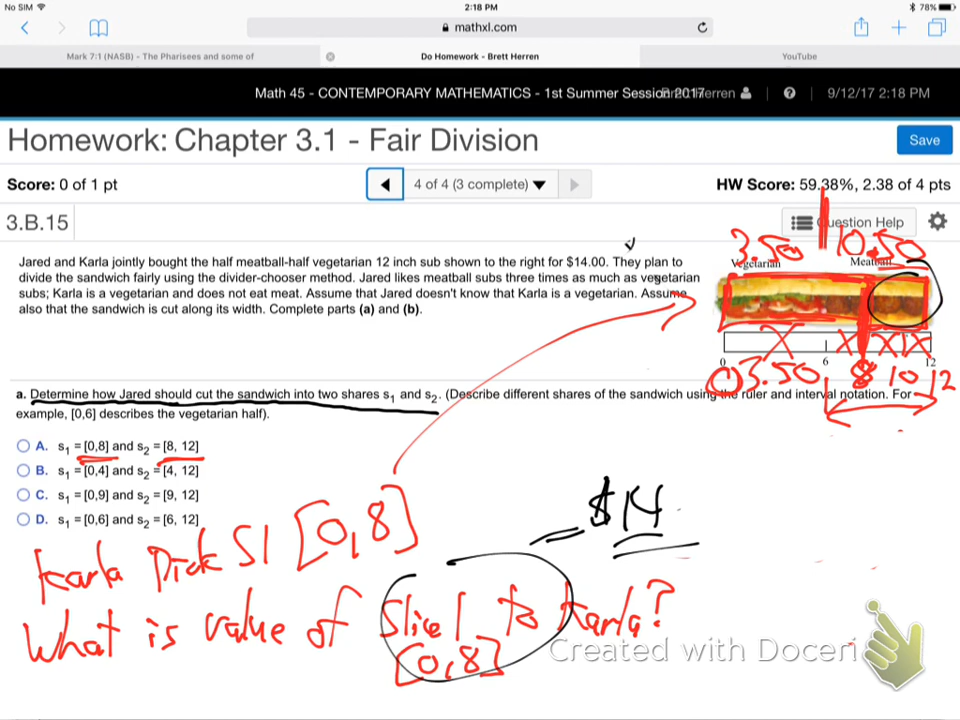 No SIM 2:18 PM 78%
mathxl.com
Mark 7:1 (NASB) - The Pharisees and some of Do Homework - Brett Herren YouTube
Math 45 - CONTEMPORARY MATHEMATICS - 1st Summer Session 2017 Herren 9/12/17 2:18 PM
Homework: Chapter 3.1 - Fair Division Save
Score: 0 of 1 pt 4 of 4 (3 complete) HW Score: 59.38%, 2.38 of 4 pts
3.B.15 Question Help
3.50 10.50
Vegetarian Meatball
Jared and Karla jointly bought the half meatball-half vegetarian 12 inch sub shown to the right for $14.00. They plan to
divide the sandwich fairly using the divider-chooser method. Jared likes meatball subs three times as much as vegetarian
subs; Karla is a vegetarian and does not eat meat. Assume that Jared doesn't know that Karla is a vegetarian. Assume
also that the sandwich is cut along its width. Complete parts (a) and (b).
X X X X
0 6 12
3.50 8 10 12
a. Determine how Jared should cut the sandwich into two shares s1 and s2. (Describe different shares of the sandwich using the ruler and interval notation. For
example, [0,6] describes the vegetarian half).
A. s1 = [0,8] and s2 = [8, 12]
B. s1 = [0,4] and s2 = [4, 12]
C. s1 = [0,9] and s2 = [9, 12]
D. s1 = [0,6] and s2 = [6, 12]
= $14
Karla Pick S1 [0,8]
What is value of Slice 1 to Karla?
[0,8]
Created with Doceri